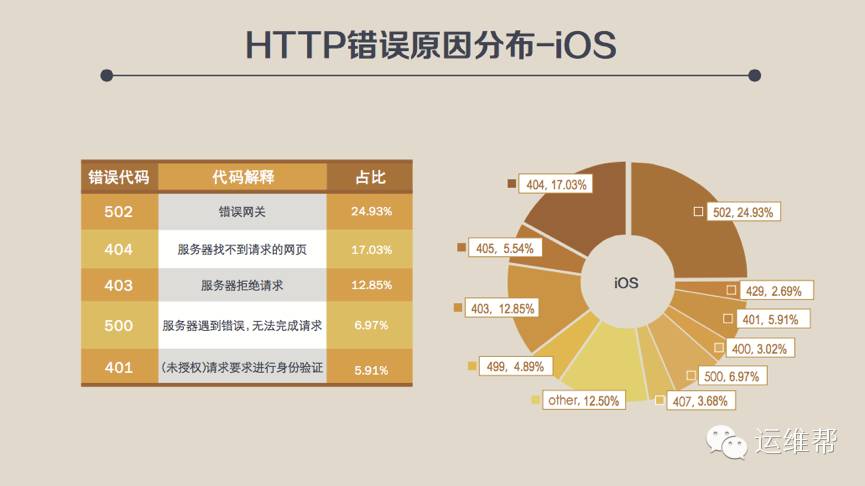 HTTP错误原因分布-iOS
错误代码 代码解释 占比
502 错误网关 24.93%
404 服务器找不到请求的网页 17.03%
403 服务器拒绝请求 12.85%
500 服务器遇到错误，无法完成请求 6.97%
401 （未授权）请求要求进行身份验证 5.91%
404, 17.03%
502, 24.93%
405, 5.54%
iOS
429, 2.69%
403, 12.85%
401, 5.91%
400, 3.02%
499, 4.89%
500, 6.97%
other, 12.50%
407, 3.68%
运维帮